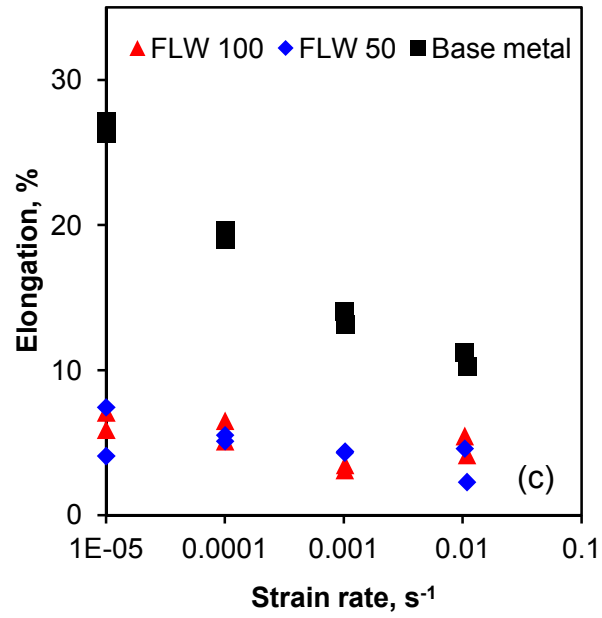 FLW 100 FLW 50 Base metal
30
20
10
0
Elongation, %
(c)
1E-05 0.0001 0.001 0.01 0.1
Strain rate, s⁻¹